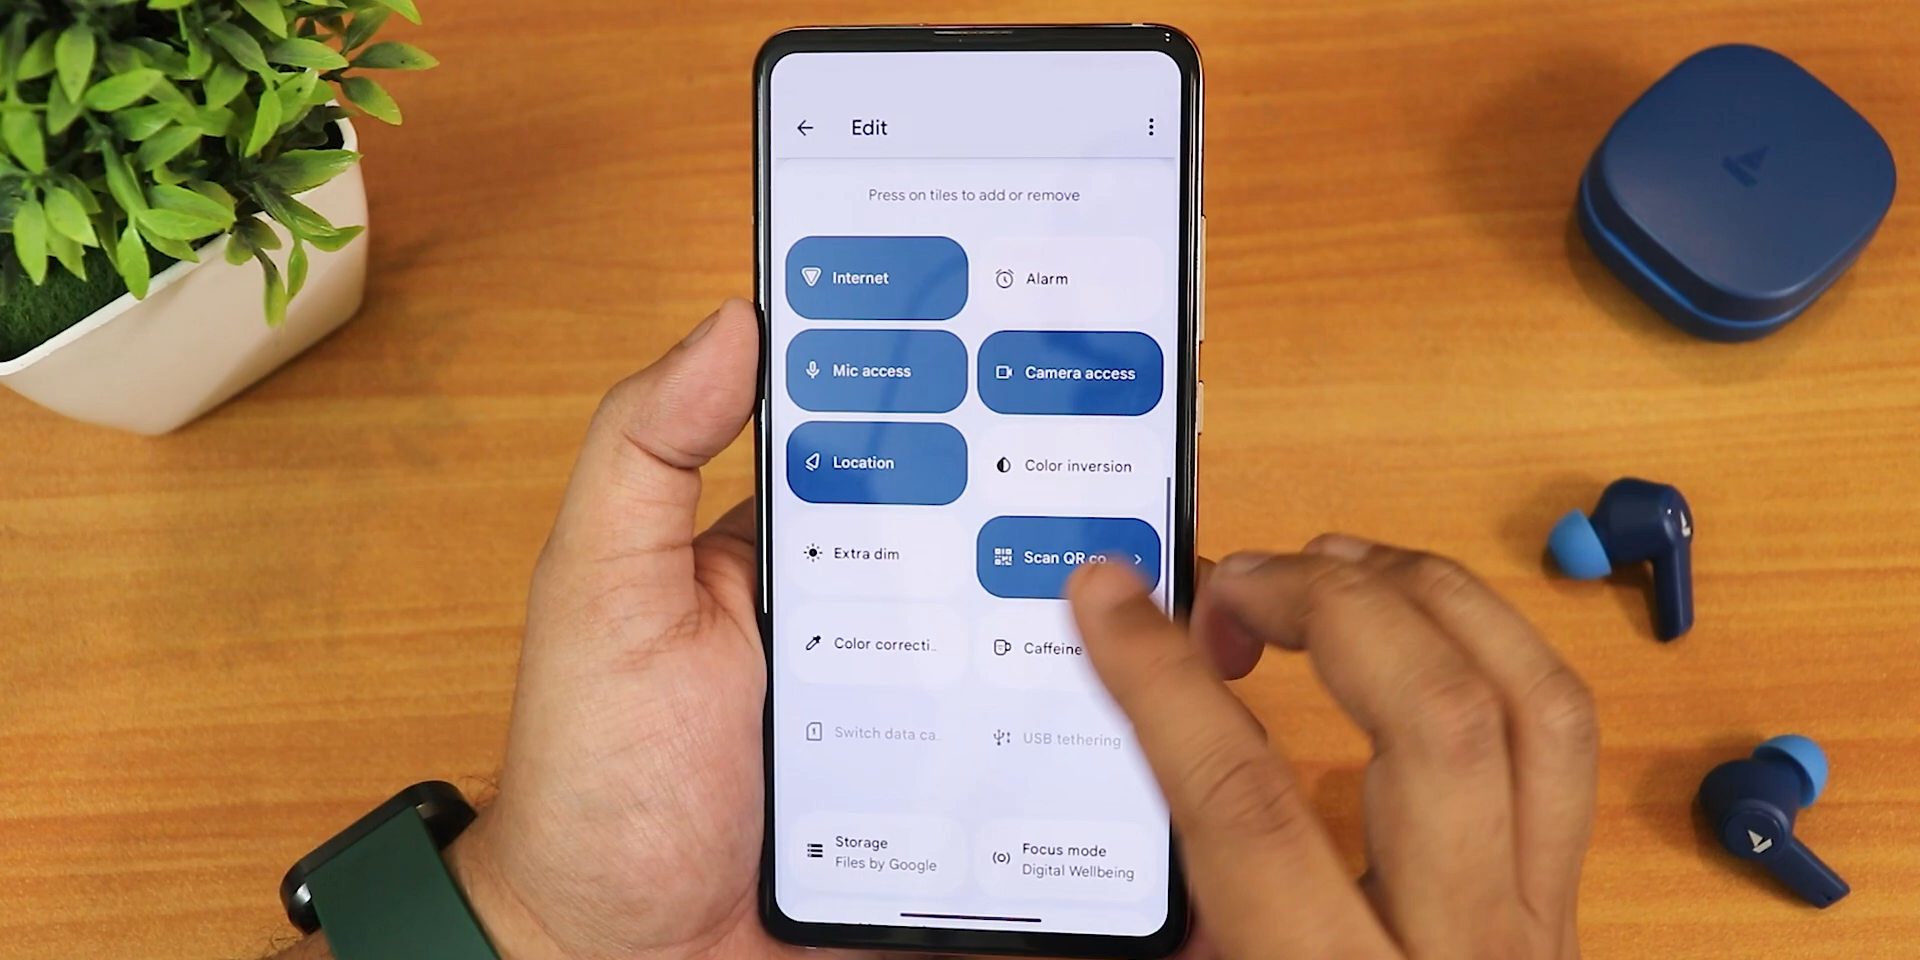 Edit
Press on tiles to add or remove
Internet
Alarm
Mic access
Camera access
Location
Color inversion
Extra dim
Scan QR co..
Color correcti..
Caffeine
Switch data ca..
USB tethering
Storage
Files by Google
Focus mode
Digital Wellbeing